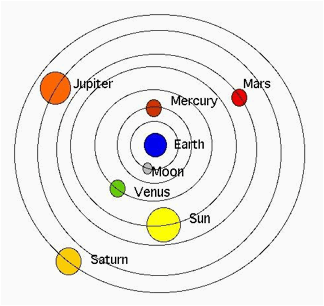 Jupiter
Mars
Mercury
Earth
Moon
Venus
Sun
Saturn